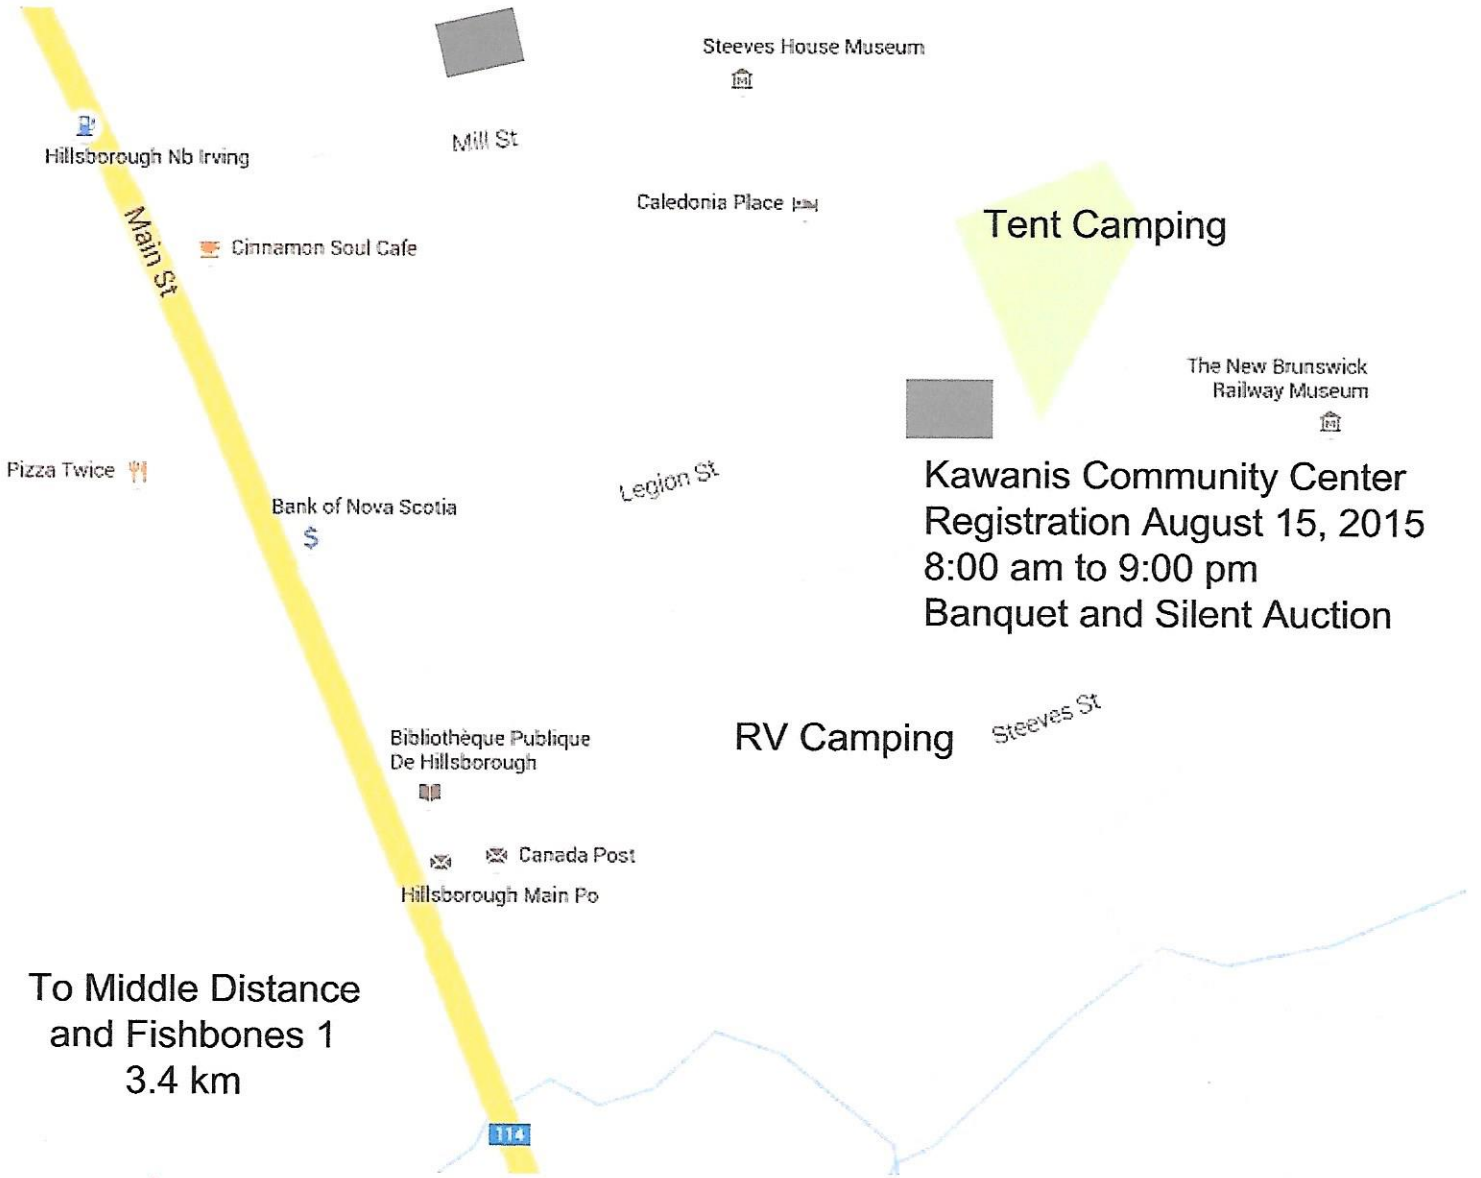 Steeves House Museum
Mill St
Hillsborough Nb Irving
Caledonia Place
Main St
Tent Camping
Cinnamon Soul Cafe
The New Brunswick
Railway Museum
Pizza Twice
Legion St
Kawanis Community Center
Registration August 15, 2015
8:00 am to 9:00 pm
Banquet and Silent Auction
Bank of Nova Scotia
$
RV Camping
Steeves St
Bibliothèque Publique
De Hillsborough
Canada Post
Hillsborough Main Po
To Middle Distance
and Fishbones 1
3.4 km
114